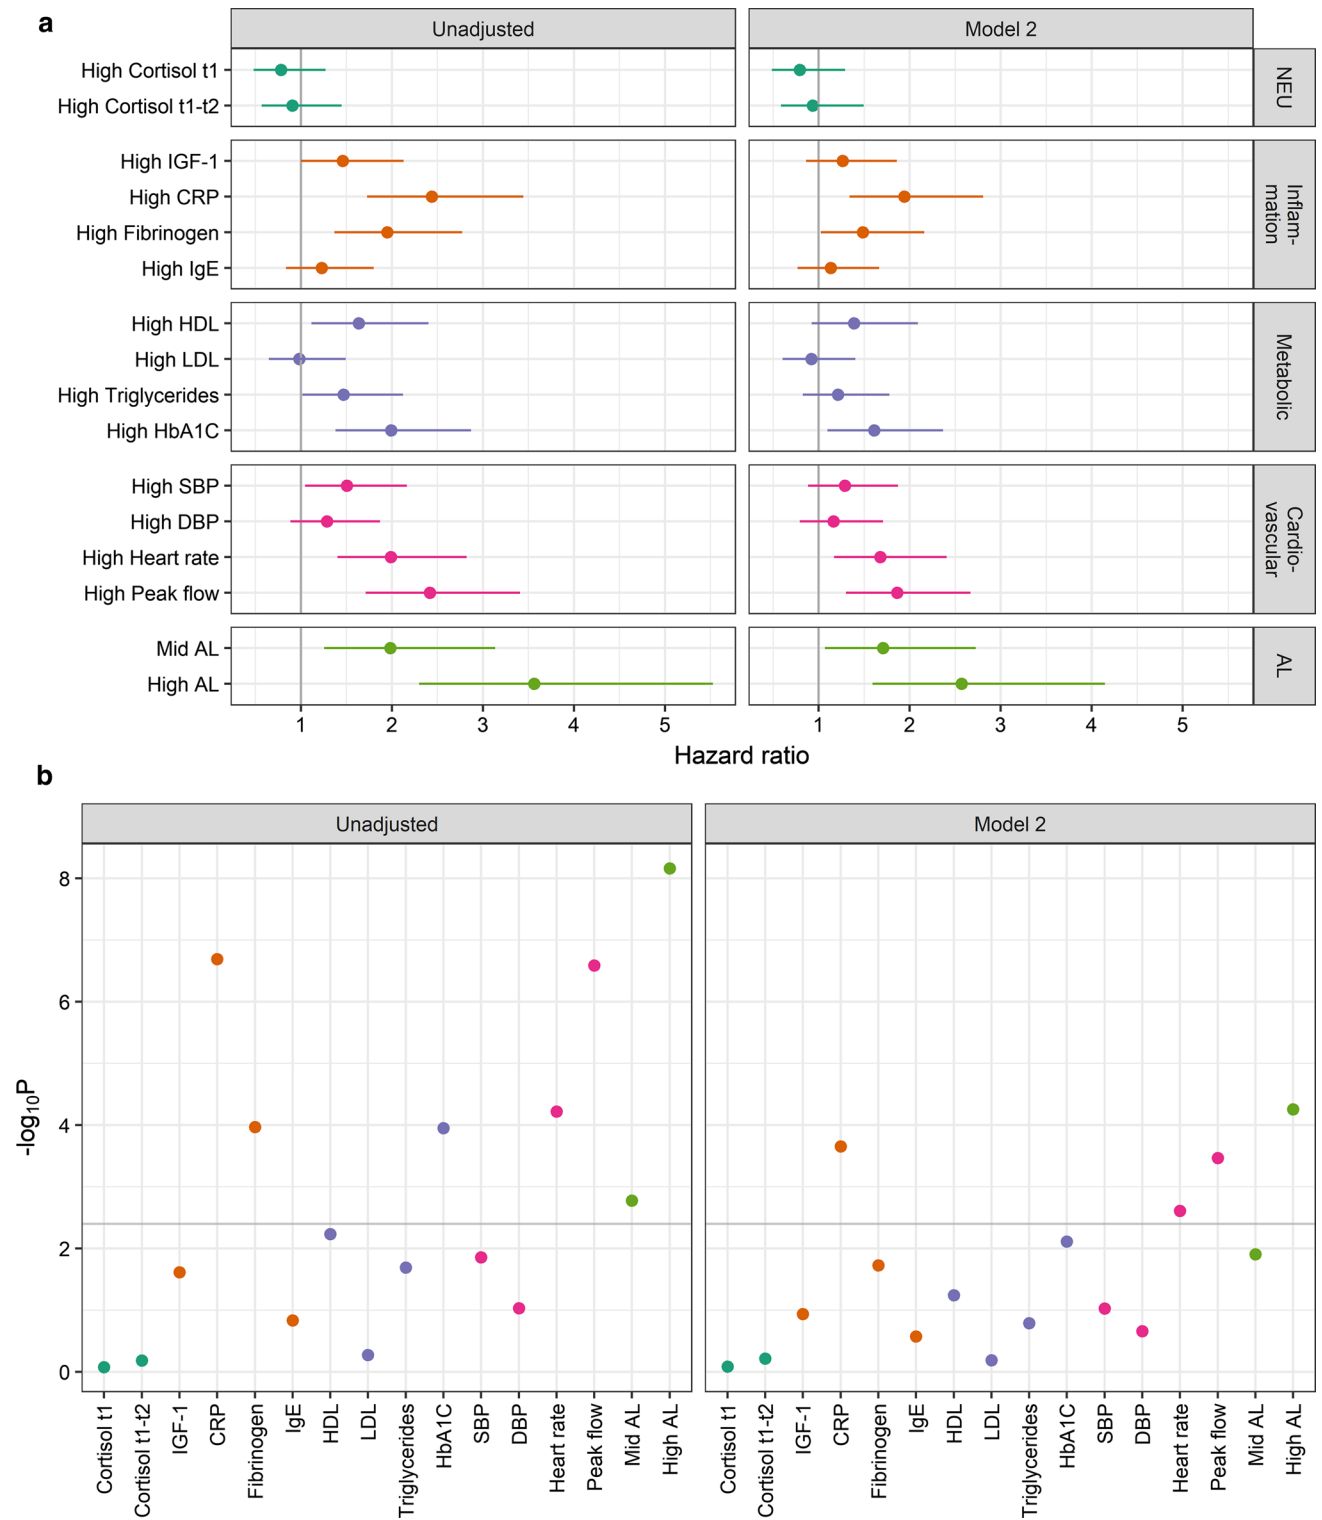 a
Unadjusted
Model 2
High Cortisol t1
High Cortisol t1-t2
NEU
High IGF-1
High CRP
High Fibrinogen
High IgE
Inflam-
mation
High HDL
High LDL
High Triglycerides
High HbA1C
Metabolic
High SBP
High DBP
High Heart rate
High Peak flow
Cardio-
vascular
Mid AL
High AL
AL
1 2 3 4 5
1 2 3 4 5
Hazard ratio
b
Unadjusted
Model 2
-log10P
8
6
4
2
0
Cortisol t1
Cortisol t1-t2
IGF-1
CRP
Fibrinogen
IgE
HDL
LDL
Triglycerides
HbA1C
SBP
DBP
Heart rate
Peak flow
Mid AL
High AL
Cortisol t1
Cortisol t1-t2
IGF-1
CRP
Fibrinogen
IgE
HDL
LDL
Triglycerides
HbA1C
SBP
DBP
Heart rate
Peak flow
Mid AL
High AL